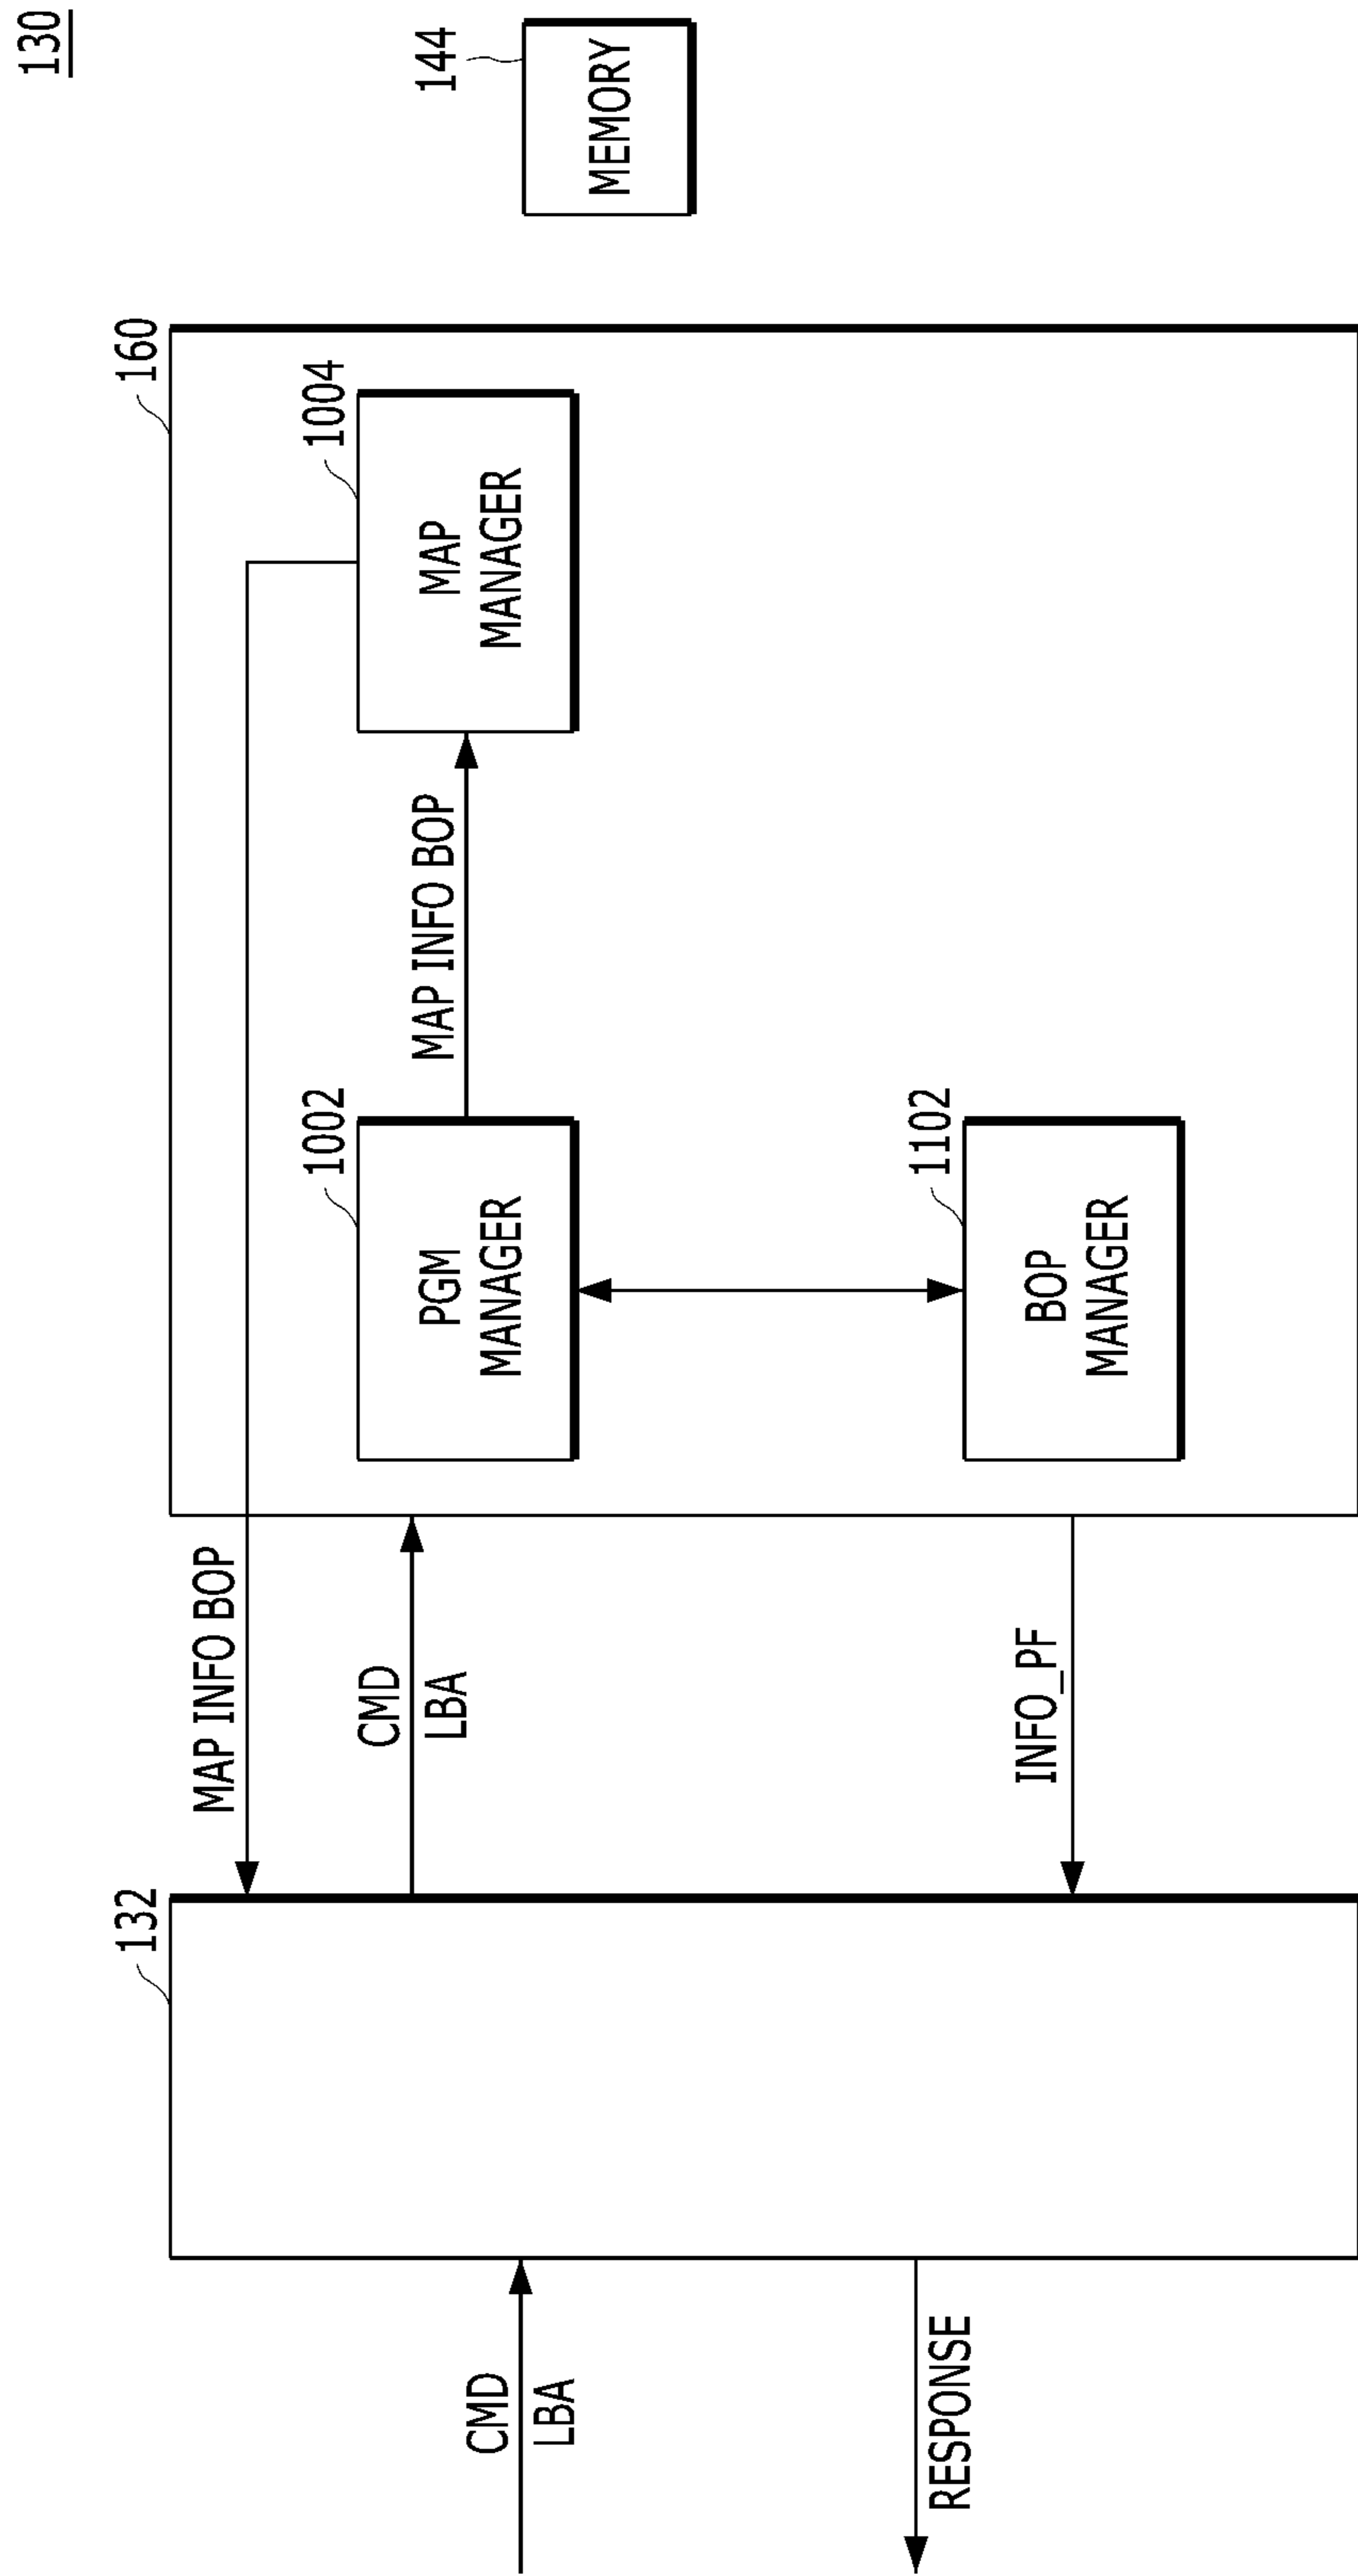 130
132
160
144
MEMORY
MAP INFO BOP
1002
1004
CMD
LBA
PGM
MANAGER
MAP INFO BOP
MAP
MANAGER
CMD
LBA
1102
RESPONSE
INFO_PF
BOP
MANAGER